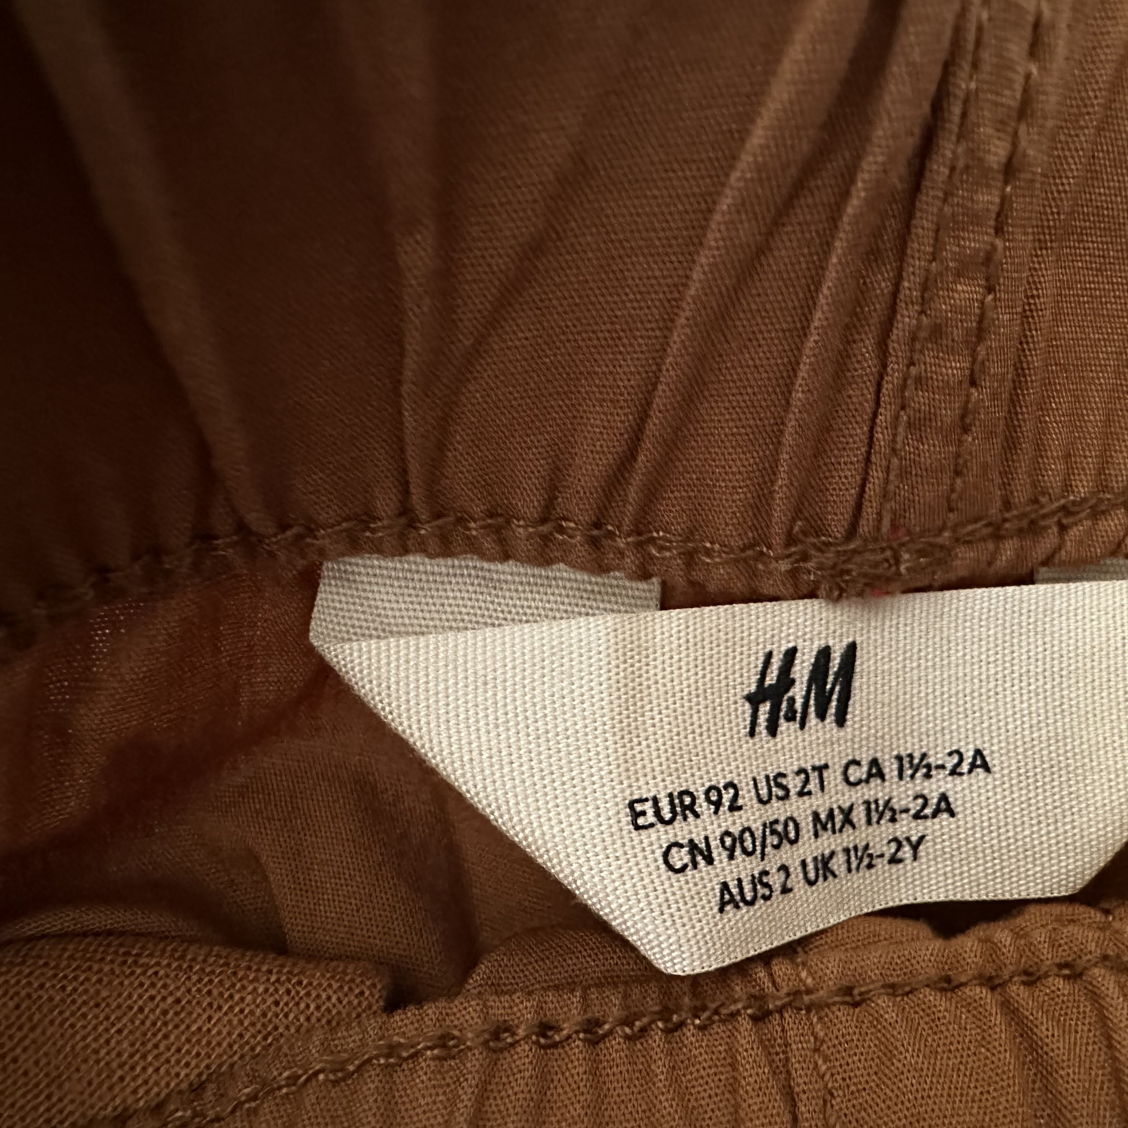 H&M
EUR 92 US 2T CA 1½-2A
CN 90/50 MX 1½-2A
AUS 2 UK 1½-2Y